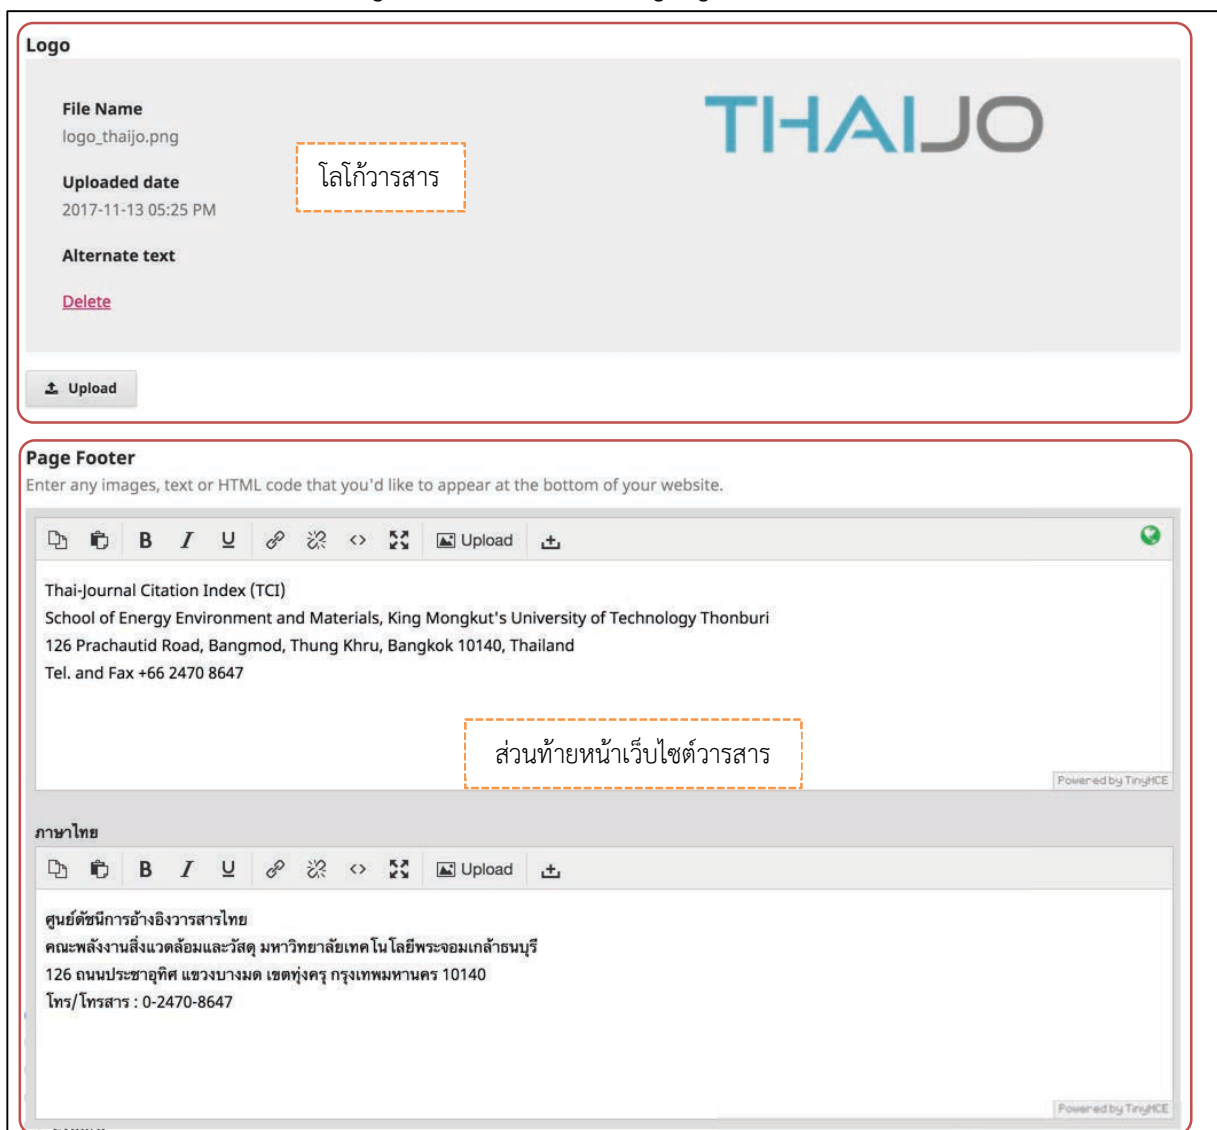 Logo
File Name
logo_thaijo.png
THAIJO
โลโก้วารสาร
Uploaded date
2017-11-13 05:25 PM
Alternate text
Delete
Upload
Page Footer
Enter any images, text or HTML code that you'd like to appear at the bottom of your website.
B I U <> Upload
Thai-Journal Citation Index (TCI)
School of Energy Environment and Materials, King Mongkut's University of Technology Thonburi
126 Prachautid Road, Bangmod, Thung Khru, Bangkok 10140, Thailand
Tel. and Fax +66 2470 8647
ส่วนท้ายหน้าเว็บไซต์วารสาร
Powered by TinyMCE
ภาษาไทย
B I U <> Upload
ศูนย์ดัชนีการอ้างอิงวารสารไทย
คณะพลังงานสิ่งแวดล้อมและวัสดุ มหาวิทยาลัยเทคโนโลยีพระจอมเกล้าธนบุรี
126 ถนนประชาอุทิศ แขวงบางมด เขตทุ่งครุ กรุงเทพมหานคร 10140
โทร/โทรสาร : 0-2470-8647
Powered by TinyMCE